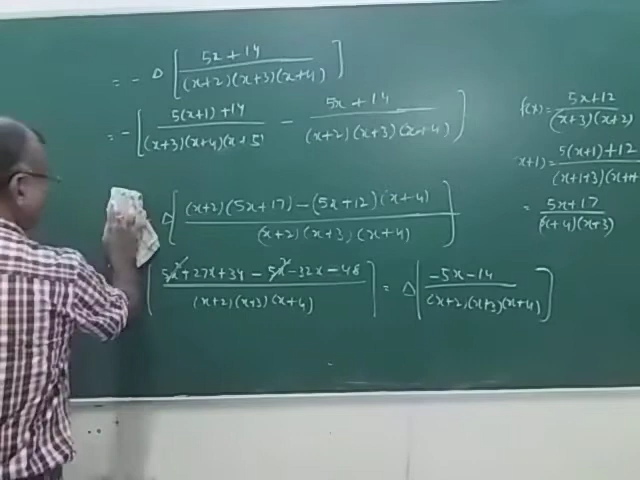 = - Δ [ (5x+14) / ((x+2)(x+3)(x+4)) ]
= - [ (5(x+1)+14) / ((x+3)(x+4)(x+5) - (5x+14) / ((x+2)(x+3)(x+4)) ]
Δ [ ((x+2)(5x+17) - (5x+12)(x+4)) / ((x+2)(x+3)(x+4)) ]
[ (5x²+27x+34 - 5x²-32x-48) / ((x+2)(x+3)(x+4)) ] = Δ [ (-5x-14) / ((x+2)(x+3)(x+4)) ]
f(x) = (5x+12) / ((x+3)(x+2))
x+1) = (5(x+1)+12) / ((x+1+3)(x+1+
= (5x+17) / ((x+4)(x+3))